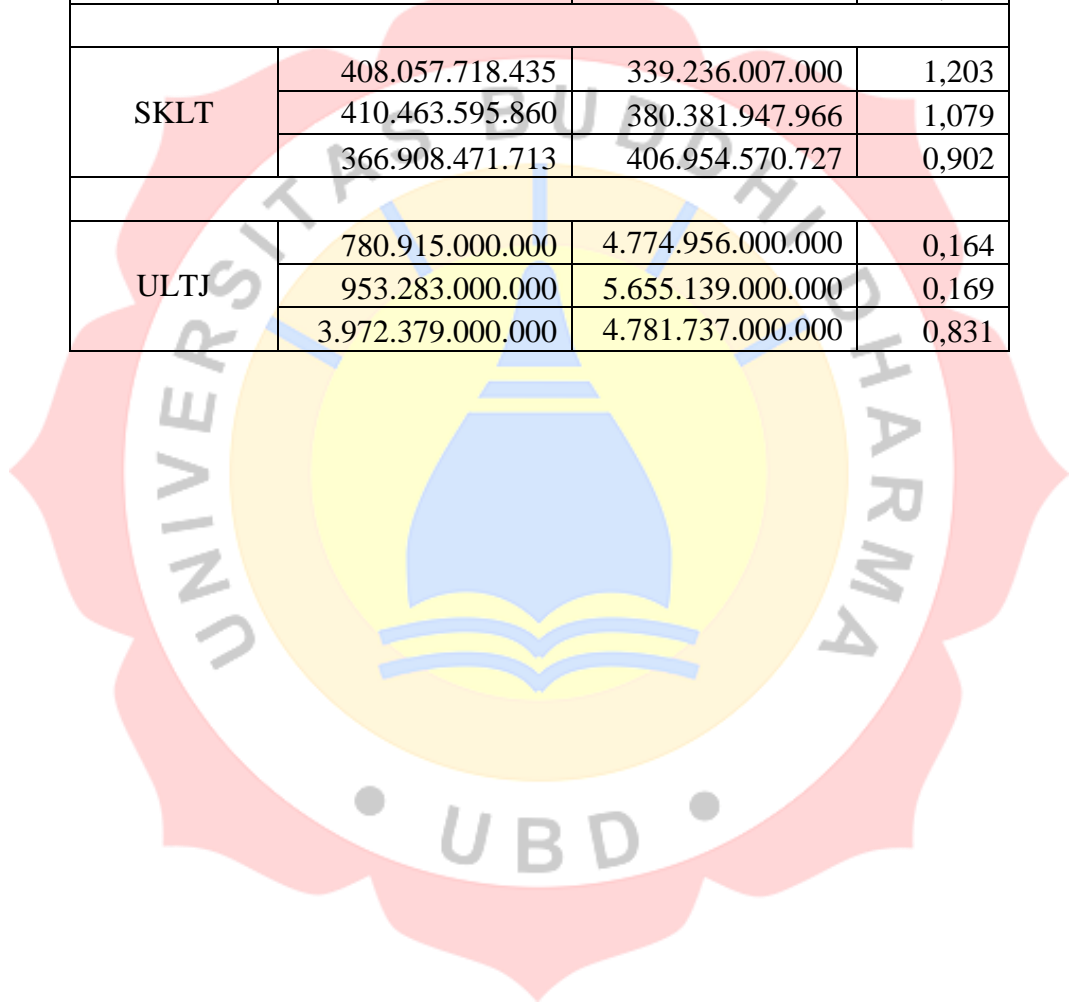 SKLT 408.057.718.435 339.236.007.000 1,203
410.463.595.860 380.381.947.966 1,079
366.908.471.713 406.954.570.727 0,902
ULTJ 780.915.000.000 4.774.956.000.000 0,164
953.283.000.000 5.655.139.000.000 0,169
3.972.379.000.000 4.781.737.000.000 0,831
UNIVERSITAS BUDDHI DHARMA
• UBD •